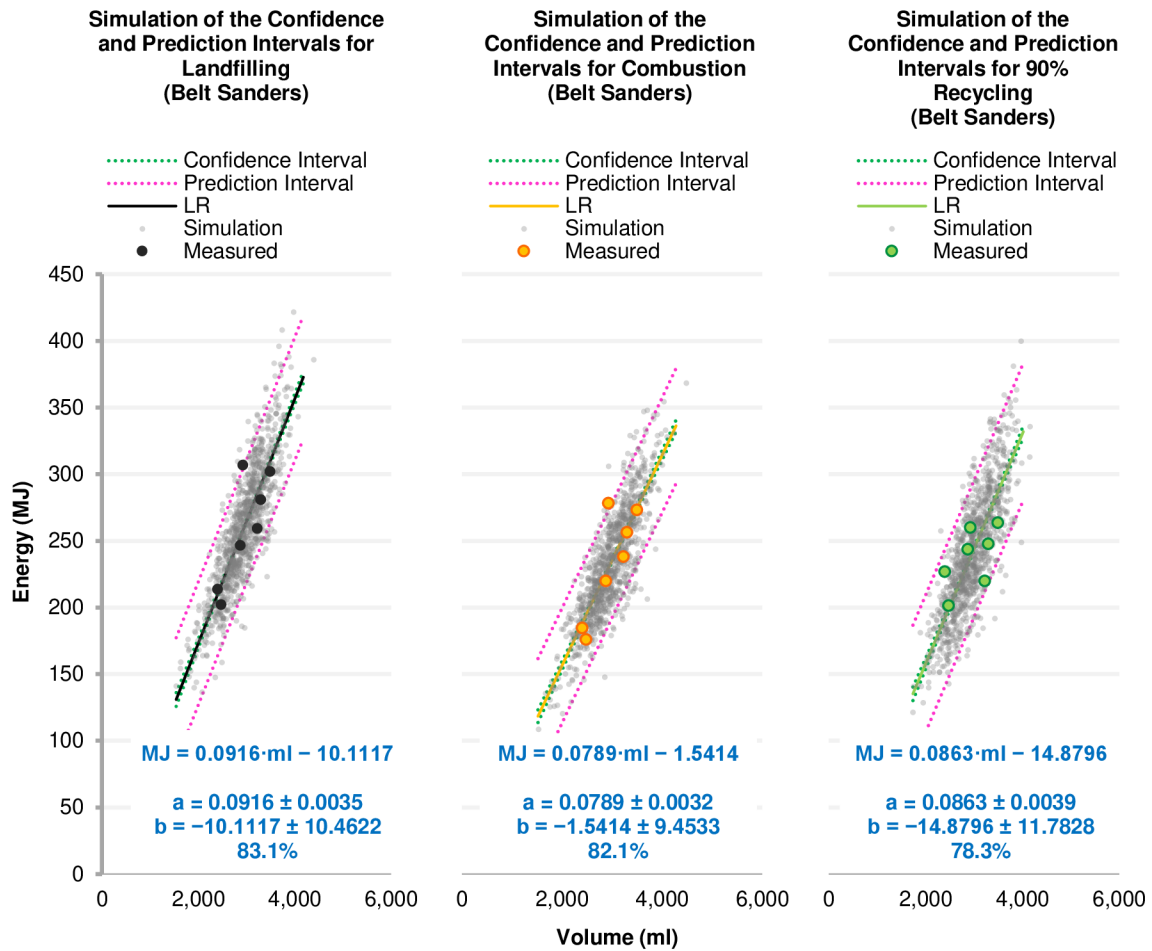 Simulation of the Confidence
and Prediction Intervals for
Landfilling
(Belt Sanders)
Confidence Interval
Prediction Interval
LR
Simulation
Measured
Simulation of the
Confidence and Prediction
Intervals for Combustion
(Belt Sanders)
Confidence Interval
Prediction Interval
LR
Simulation
Measured
Simulation of the
Confidence and Prediction
Intervals for 90%
Recycling
(Belt Sanders)
Confidence Interval
Prediction Interval
LR
Simulation
Measured
Energy (MJ)
450
400
350
300
250
200
150
100
50
0
MJ = 0.0916·ml − 10.1117
a = 0.0916 ± 0.0035
b = −10.1117 ± 10.4622
83.1%
0
2,000
4,000
6,000
MJ = 0.0789·ml − 1.5414
a = 0.0789 ± 0.0032
b = −1.5414 ± 9.4533
82.1%
0
2,000
4,000
6,000
MJ = 0.0863·ml − 14.8796
a = 0.0863 ± 0.0039
b = −14.8796 ± 11.7828
78.3%
0
2,000
4,000
6,000
Volume (ml)